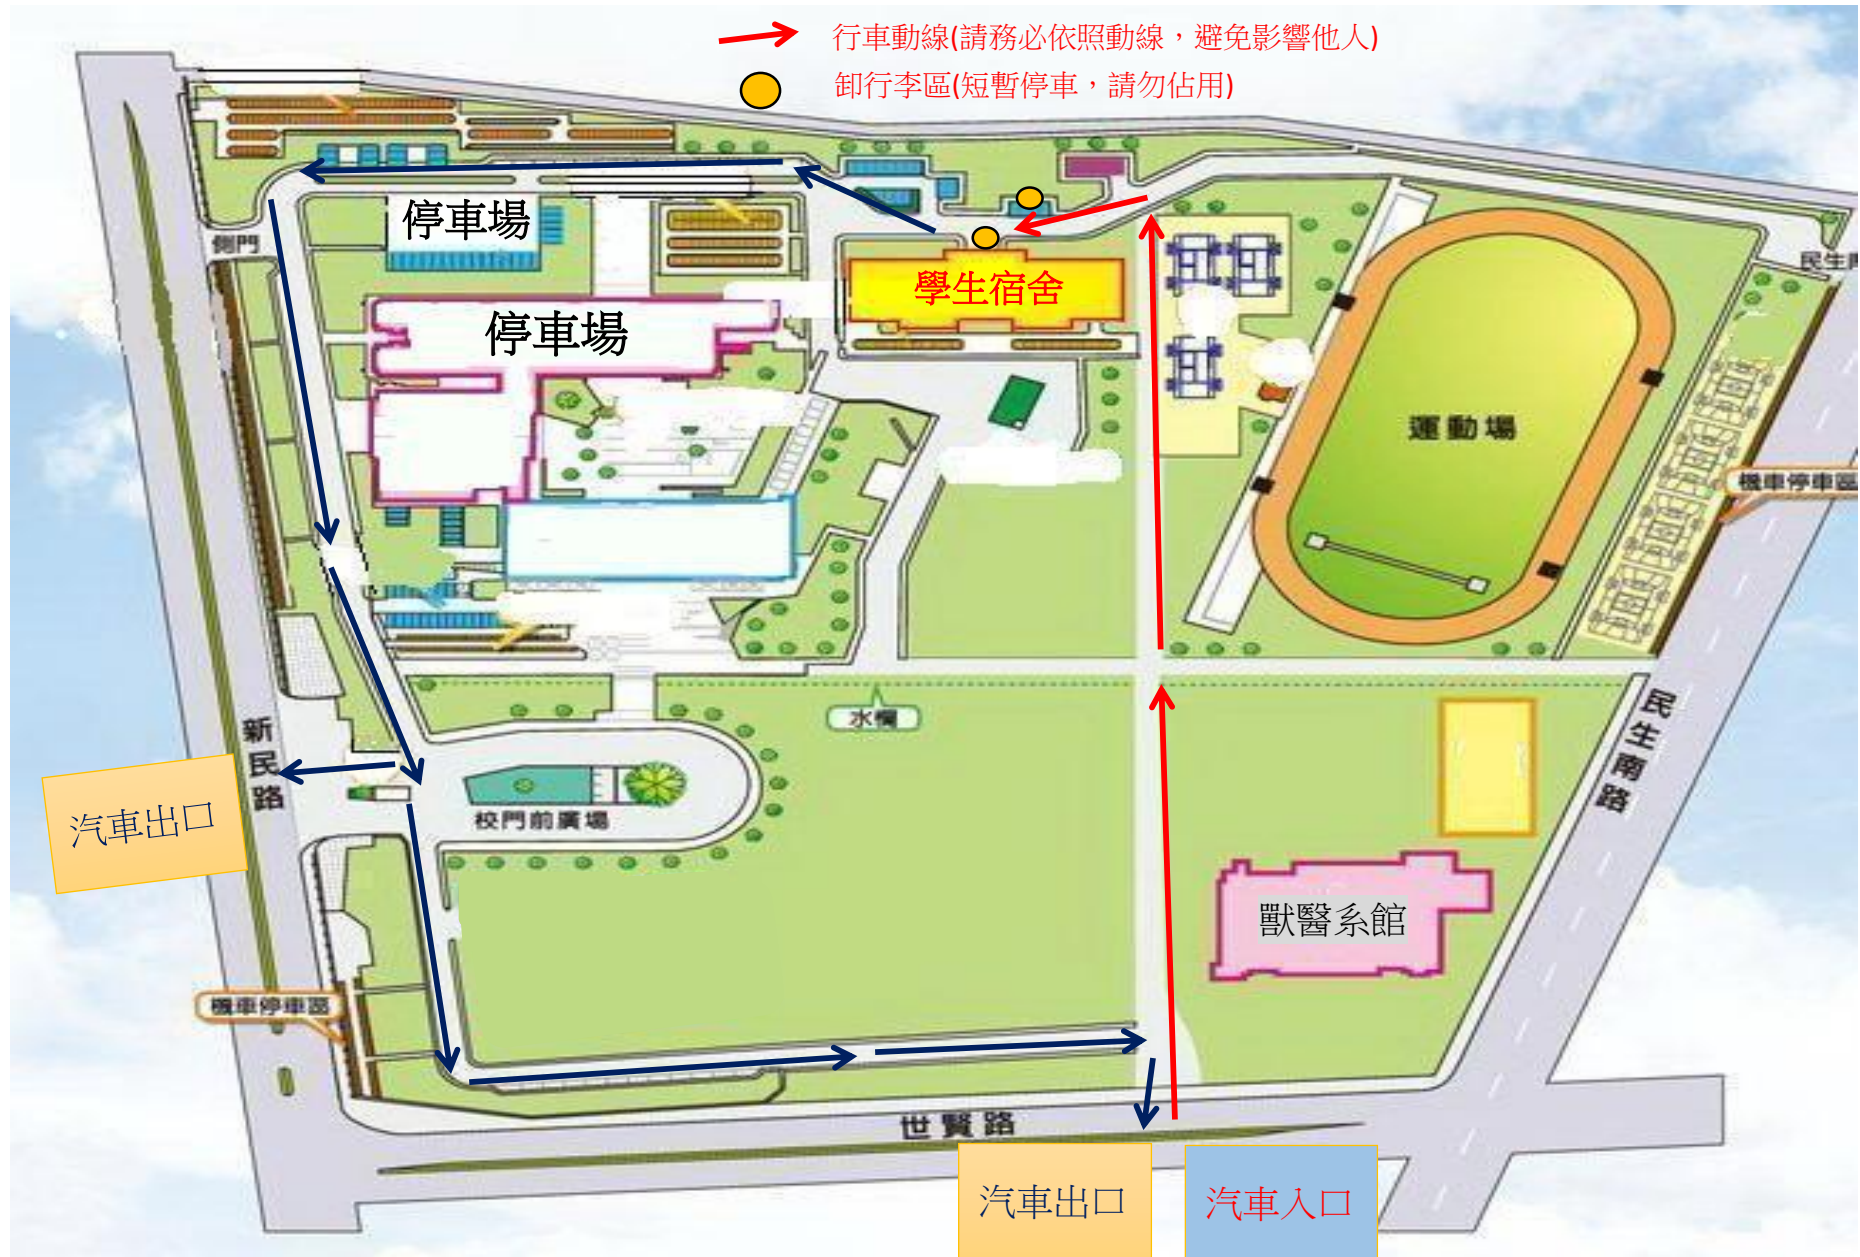 行車動線(請務必依照動線，避免影響他人)
卸行李區(短暫停車，請勿佔用)
停車場
側門
學生宿舍
民生南
停車場
運動場
機車停車區
水欄
新民路
民生南路
汽車出口
校門前廣場
獸醫系館
機車停車區
世賢路
汽車出口
汽車入口